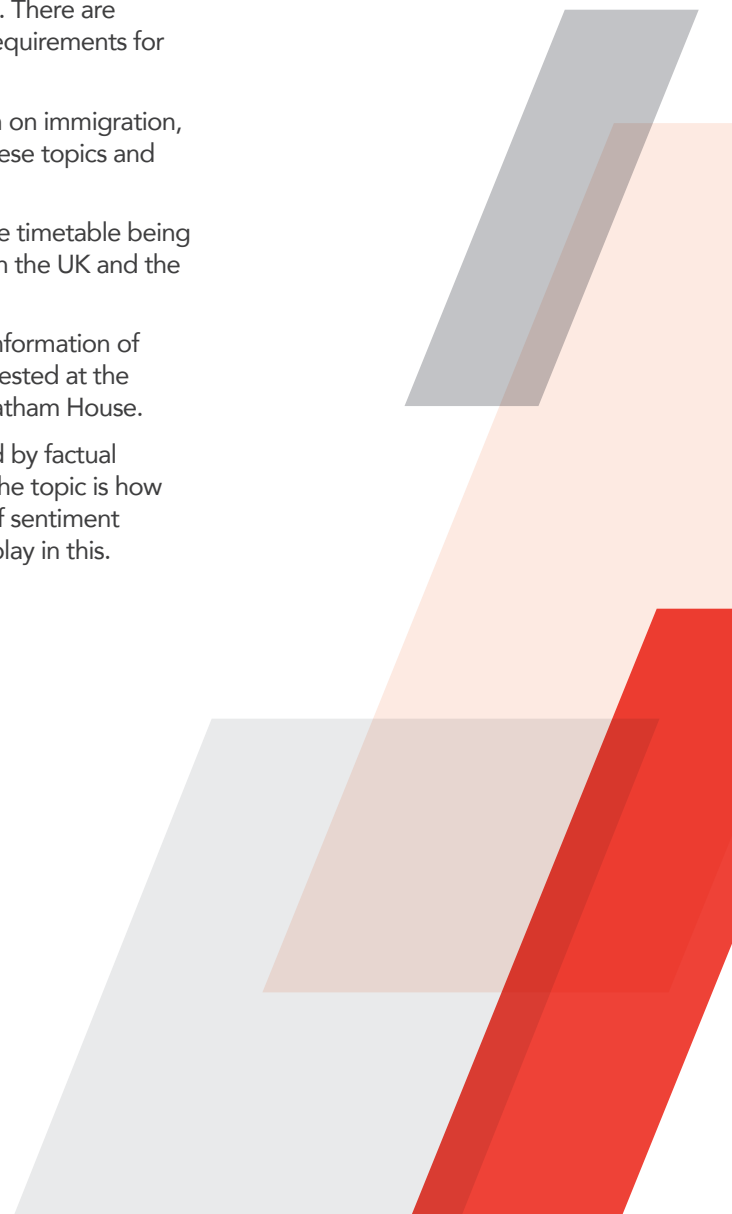 . There are
equirements for
n on immigration,
ese topics and
e timetable being
n the UK and the
nformation of
ested at the
atham House.
d by factual
he topic is how
f sentiment
play in this.